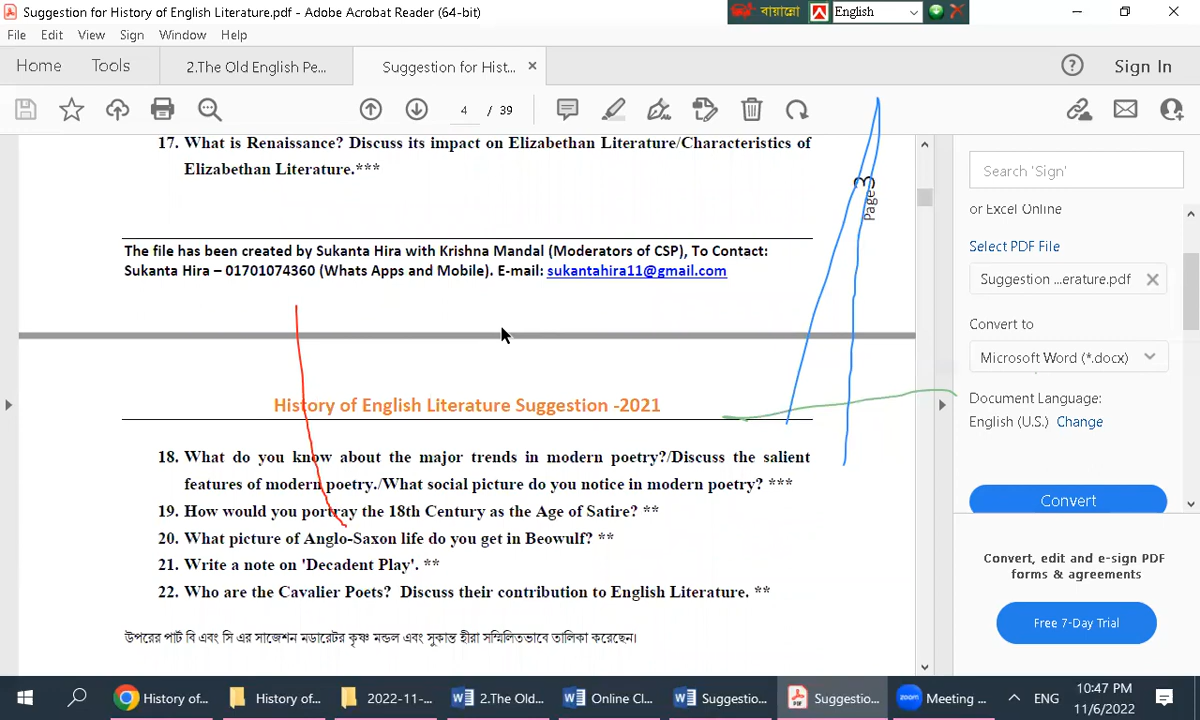 Suggestion for History of English Literature.pdf - Adobe Acrobat Reader (64-bit)
বায়ান্নো English
File Edit View Sign Window Help
Home Tools 2.The Old English Pe... Suggestion for Hist... Sign In
4 / 39
17. What is Renaissance? Discuss its impact on Elizabethan Literature/Characteristics of
Elizabethan Literature.***
Page 3
The file has been created by Sukanta Hira with Krishna Mandal (Moderators of CSP), To Contact:
Sukanta Hira – 01701074360 (Whats Apps and Mobile). E-mail: sukantahira11@gmail.com
History of English Literature Suggestion -2021
18. What do you know about the major trends in modern poetry?/Discuss the salient
features of modern poetry./What social picture do you notice in modern poetry? ***
19. How would you portray the 18th Century as the Age of Satire? **
20. What picture of Anglo-Saxon life do you get in Beowulf? **
21. Write a note on 'Decadent Play'. **
22. Who are the Cavalier Poets? Discuss their contribution to English Literature. **
উপরের পার্ট বি এবং সি এর সাজেশন মডারেটর কৃষ্ণ মন্ডল এবং সুকান্ত হীরা সম্মিলিতভাবে তালিকা করেছেন।
Search 'Sign'
or Excel Online
Select PDF File
Suggestion ...erature.pdf
Convert to
Microsoft Word (*.docx)
Document Language:
English (U.S.) Change
Convert
Convert, edit and e-sign PDF
forms & agreements
Free 7-Day Trial
History of... History of... 2022-11-... 2.The Old... Online Cl... Suggestio... Suggestio... zoom Meeting ... ENG 10:47 PM
11/6/2022